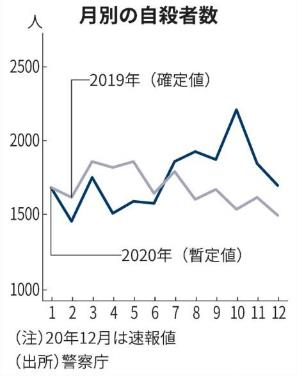 月別の自殺者数
人
2500
2019年（確定値）
2000
1500
2020年（暫定値）
1000
1 2 3 4 5 6 7 8 9 10 11 12
（注）20年12月は速報値
（出所）警察庁